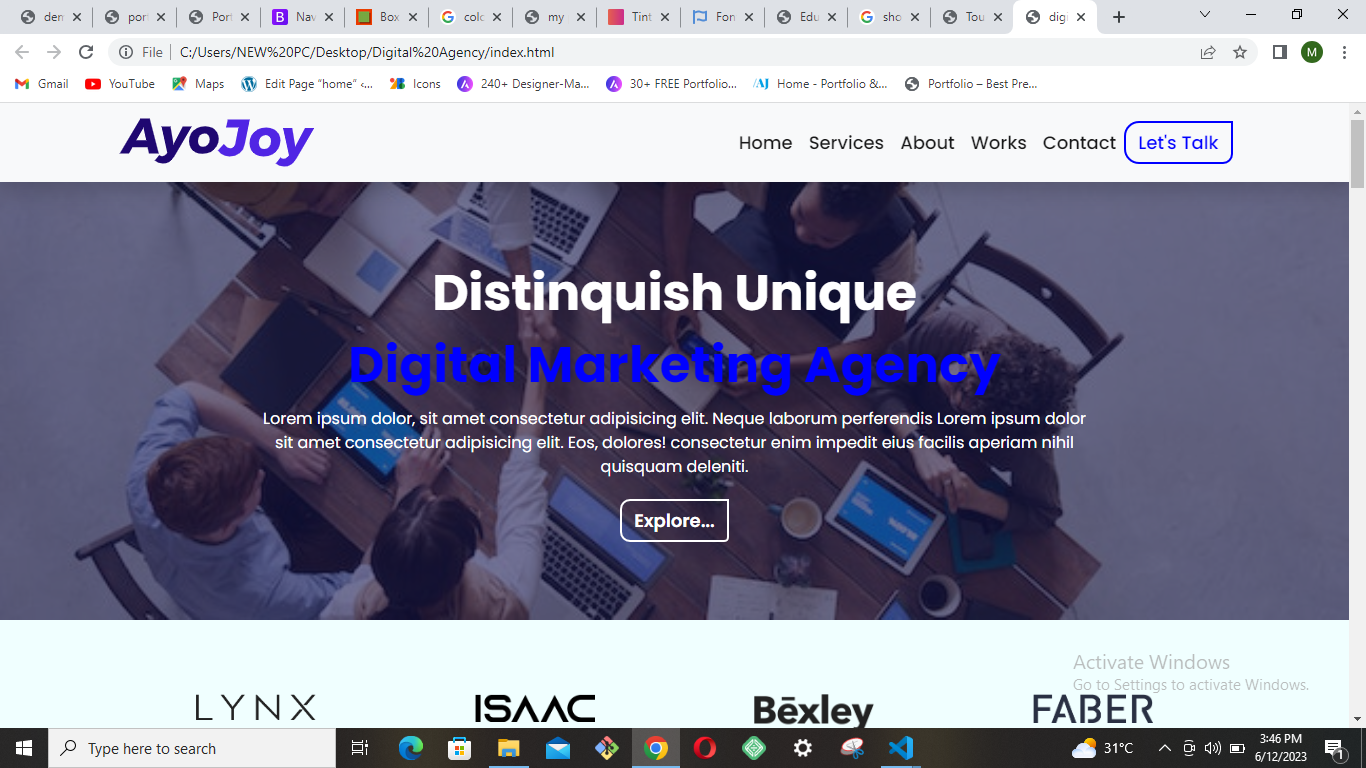 den
port
Port
Nav
Box
colo
my
Tint
Fon
Edu
sho
Tou
digi
File
C:/Users/NEW%20PC/Desktop/Digital%20Agency/index.html
M
Gmail
YouTube
Maps
Edit Page “home” ‹...
Icons
240+ Designer-Ma...
30+ FREE Portfolio...
Home - Portfolio &...
Portfolio – Best Pre...
AyoJoy
Home
Services
About
Works
Contact
Let's Talk
Distinquish Unique
Digital Marketing Agency
Lorem ipsum dolor, sit amet consectetur adipisicing elit. Neque laborum perferendis Lorem ipsum dolor
sit amet consectetur adipisicing elit. Eos, dolores! consectetur enim impedit eius facilis aperiam nihil
quisquam deleniti.
Explore...
Activate Windows
Go to Settings to activate Windows.
LYNX
ISAAC
Bēxley
FABER
Type here to search
31°C
3:46 PM
6/12/2023
1